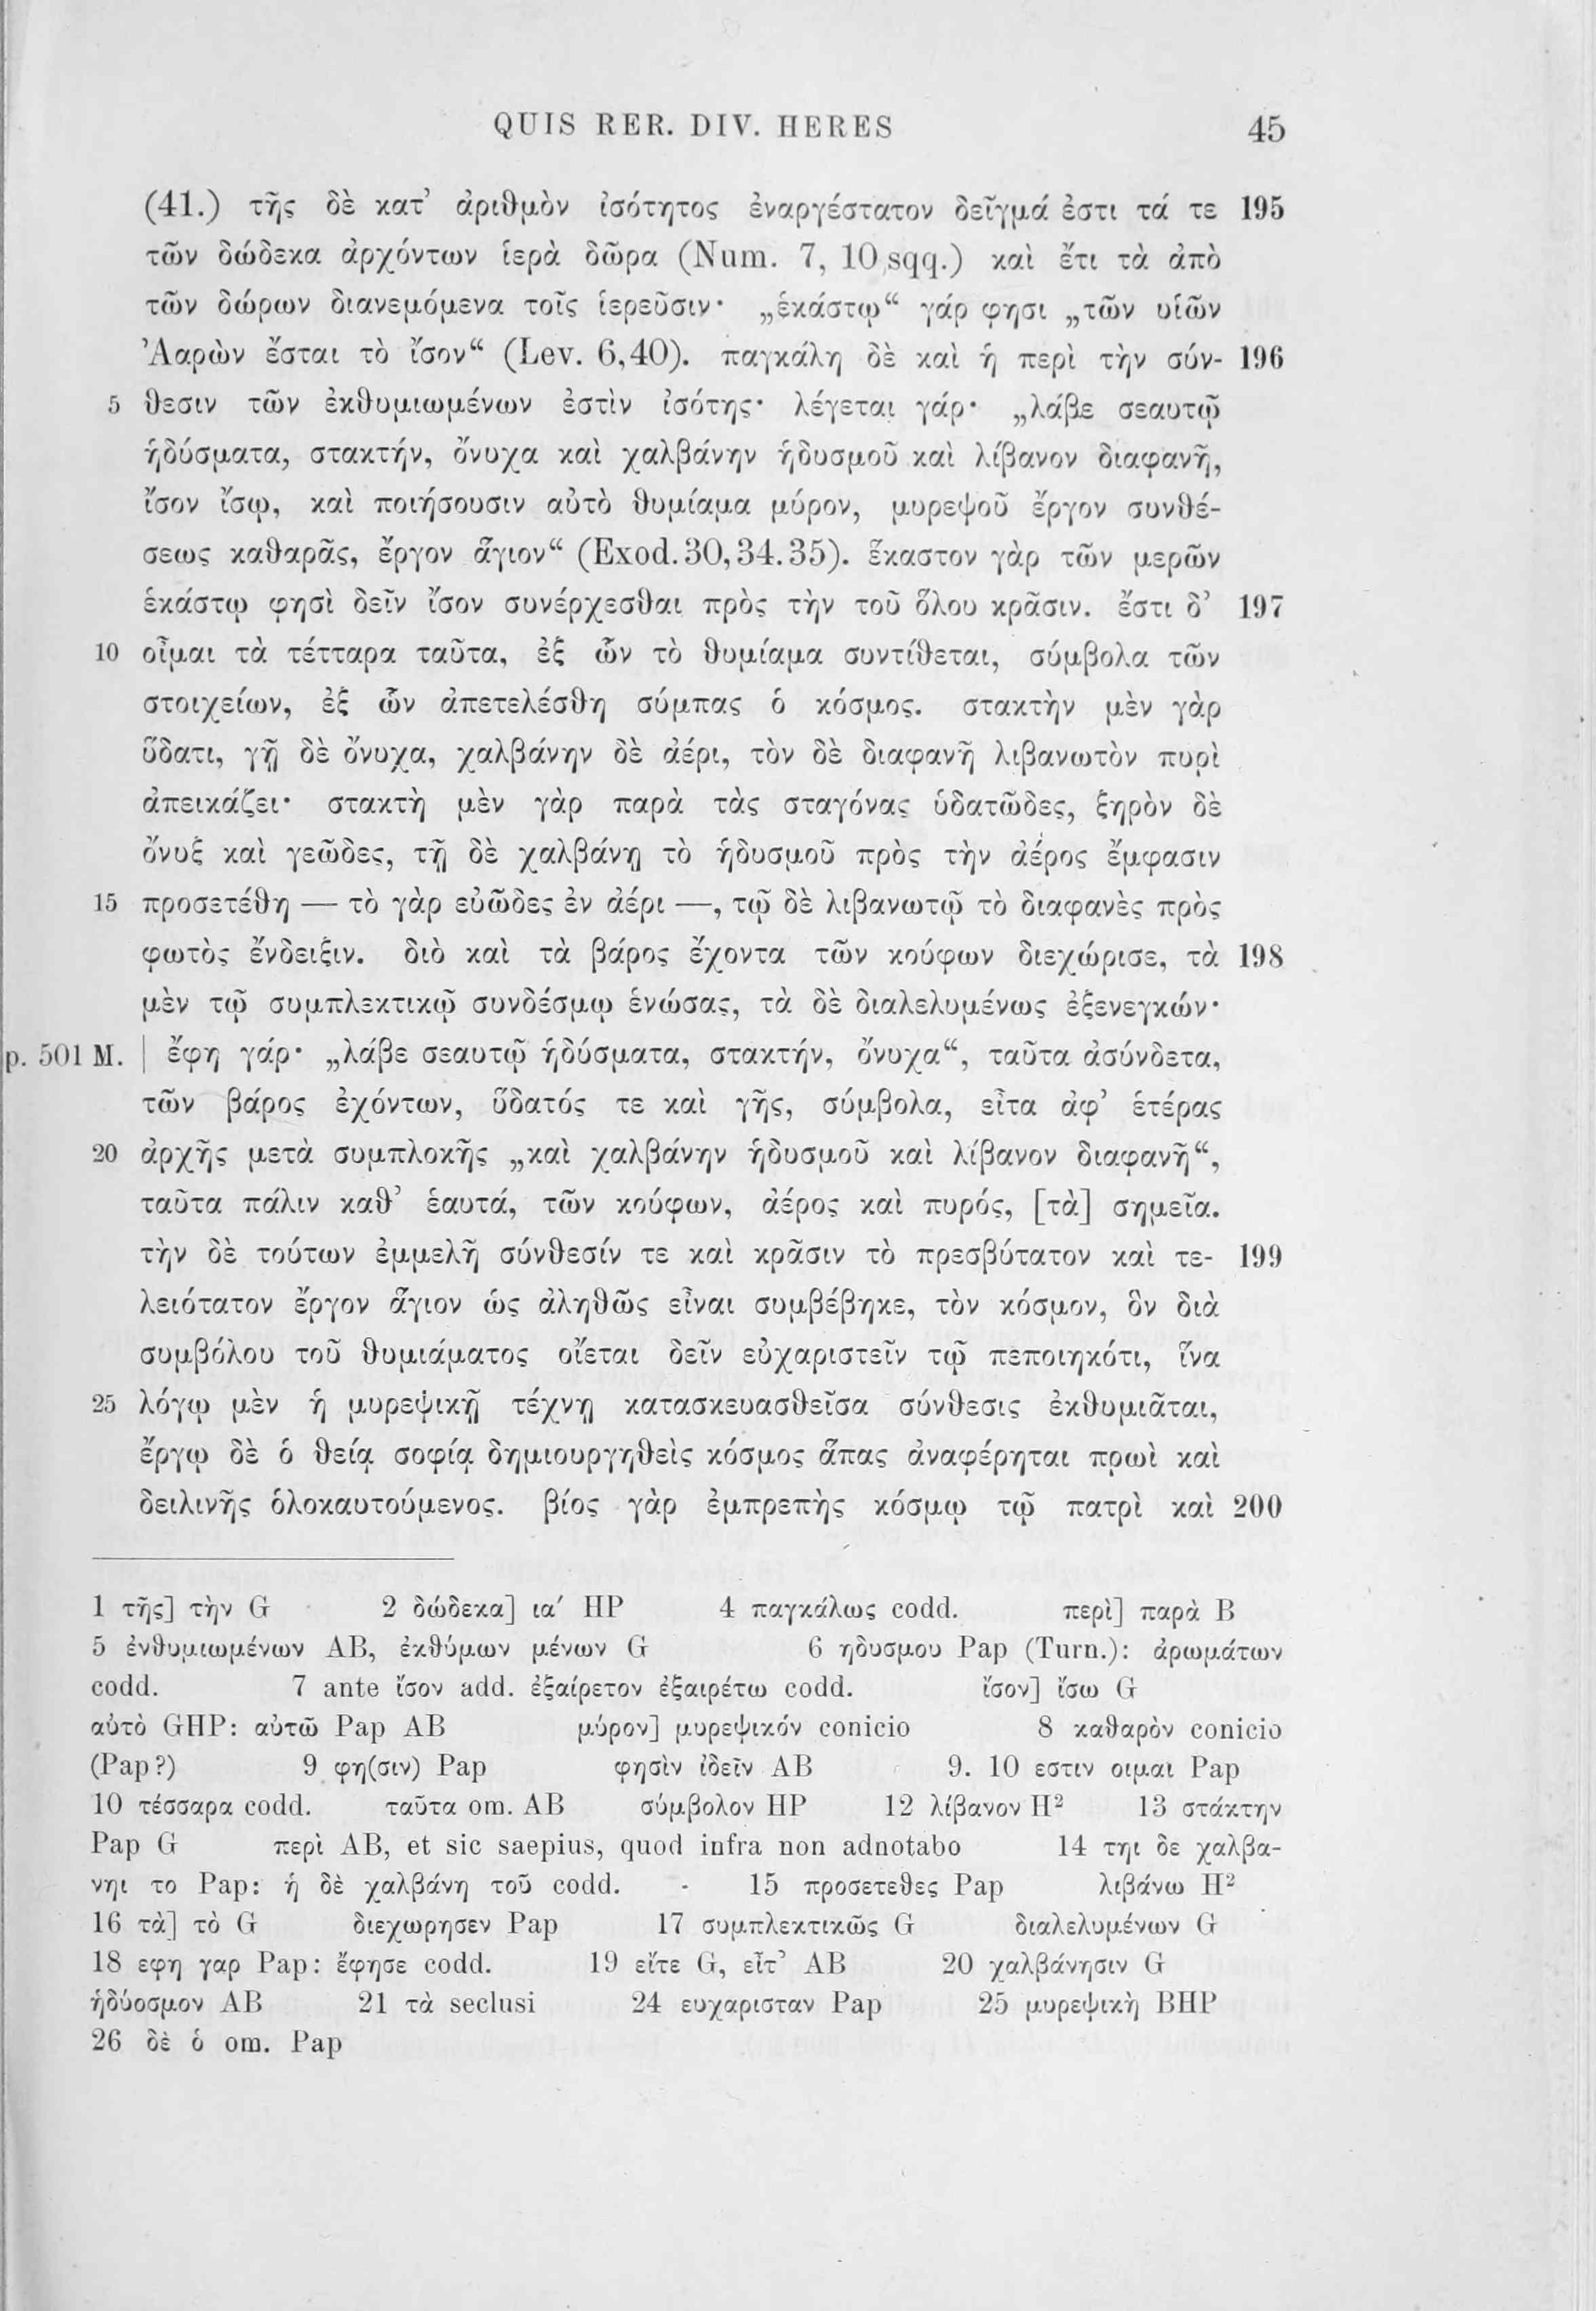 QUIS RER. DIV. HERES 45
(41.) τῆς δὲ κατ’ ἀριθμὸν ἰσότητος ἐναργέστατον δεῖγμά ἐστι τά τε 195
τῶν δώδεκα ἀρχόντων ἱερὰ δῶρα (Num. 7, 10 sqq.) καὶ ἔτι τὰ ἀπὸ
τῶν δώρων διανεμόμενα τοῖς ἱερεῦσιν· „ἑκάστῳ“ γάρ φησι „τῶν υἱῶν
Ἀαρὼν ἔσται τὸ ἴσον“ (Lev. 6,40). παγκάλη δὲ καὶ ἡ περὶ τὴν σύν- 196
5 θεσιν τῶν ἐκθυμιωμένων ἐστὶν ἰσότης· λέγεται γάρ· „λάβε σεαυτῷ
ἡδύσματα, στακτήν, ὄνυχα καὶ χαλβάνην ἡδυσμοῦ καὶ λίβανον διαφανῆ,
ἴσον ἴσῳ, καὶ ποιήσουσιν αὐτὸ θυμίαμα μύρον, μυρεψοῦ ἔργον συνθέ-
σεως καθαρᾶς, ἔργον ἅγιον“ (Exod. 30, 34. 35). ἕκαστον γὰρ τῶν μερῶν
ἑκάστῳ φησὶ δεῖν ἴσον συνέρχεσθαι πρὸς τὴν τοῦ ὅλου κρᾶσιν. ἔστι δ’ 197
10 οἶμαι τὰ τέτταρα ταῦτα, ἐξ ὧν τὸ θυμίαμα συντίθεται, σύμβολα τῶν
στοιχείων, ἐξ ὧν ἀπετελέσθη σύμπας ὁ κόσμος. στακτὴν μὲν γὰρ
ὕδατι, γῇ δὲ ὄνυχα, χαλβάνην δὲ ἀέρι, τὸν δὲ διαφανῆ λιβανωτὸν πυρὶ
ἀπεικάζει· στακτὴ μὲν γὰρ παρὰ τὰς σταγόνας ὑδατῶδες, ξηρὸν δὲ
ὄνυξ καὶ γεῶδες, τῇ δὲ χαλβάνῃ τὸ ἡδυσμοῦ πρὸς τὴν ἀέρος ἔμφασιν
15 προσετέθη — τὸ γὰρ εὐῶδες ἐν ἀέρι —, τῷ δὲ λιβανωτῷ τὸ διαφανὲς πρὸς
φωτὸς ἔνδειξιν. διὸ καὶ τὰ βάρος ἔχοντα τῶν κούφων διεχώρισε, τὰ 198
μὲν τῷ συμπλεκτικῷ συνδέσμῳ ἑνώσας, τὰ δὲ διαλελυμένως ἐξενεγκών·
p. 501 M. | ἔφη γάρ· „λάβε σεαυτῷ ἡδύσματα, στακτήν, ὄνυχα“, ταῦτα ἀσύνδετα,
τῶν βάρος ἐχόντων, ὕδατός τε καὶ γῆς, σύμβολα, εἶτα ἀφ’ ἑτέρας
20 ἀρχῆς μετὰ συμπλοκῆς „καὶ χαλβάνην ἡδυσμοῦ καὶ λίβανον διαφανῆ“,
ταῦτα πάλιν καθ’ ἑαυτά, τῶν κούφων, ἀέρος καὶ πυρός, [τὰ] σημεῖα.
τὴν δὲ τούτων ἐμμελῆ σύνθεσίν τε καὶ κρᾶσιν τὸ πρεσβύτατον καὶ τε- 199
λειότατον ἔργον ἅγιον ὡς ἀληθῶς εἶναι συμβέβηκε, τὸν κόσμον, ὃν διὰ
συμβόλου τοῦ θυμιάματος οἴεται δεῖν εὐχαριστεῖν τῷ πεποιηκότι, ἵνα
25 λόγῳ μὲν ἡ μυρεψικῇ τέχνῃ κατασκευασθεῖσα σύνθεσις ἐκθυμιᾶται,
ἔργῳ δὲ ὁ θείᾳ σοφίᾳ δημιουργηθεὶς κόσμος ἅπας ἀναφέρηται πρωὶ καὶ
δειλινῆς ὁλοκαυτούμενος. βίος γὰρ ἐμπρεπὴς κόσμῳ τῷ πατρὶ καὶ 200
1 τῆς] τὴν G 2 δώδεκα] ια′ HP 4 παγκάλως codd. περὶ] παρὰ B
5 ἐνθυμιωμένων AB, ἐκθύμων μένων G 6 ηδυσμου Pap (Turn.): ἀρωμάτων
codd. 7 ante ἴσον add. ἐξαίρετον ἐξαιρέτω codd. ἴσον] ἴσω G
αὐτὸ GHP: αὐτῶ Pap AB μύρον] μυρεψικόν conicio 8 καθαρὸν conicio
(Pap?) 9 φη(σιν) Pap φησὶν ἰδεῖν AB 9. 10 εστιν οιμαι Pap
10 τέσσαρα codd. ταῦτα om. AB σύμβολον HP 12 λίβανον H² 13 στάκτην
Pap G περὶ AB, et sic saepius, quod infra non adnotabo 14 τηι δε χαλβα-
νηι το Pap: ἡ δὲ χαλβάνη τοῦ codd. 15 προσετεθες Pap λιβάνω H²
16 τὰ] τὸ G διεχωρησεν Pap 17 συμπλεκτικῶς G διαλελυμένων G
18 εφη γαρ Pap: ἔφησε codd. 19 εἴτε G, εἶτ’ AB 20 χαλβάνησιν G
ἡδύοσμον AB 21 τὰ seclusi 24 ευχαρισταν Pap 25 μυρεψικὴ BHP
26 δὲ ὁ om. Pap